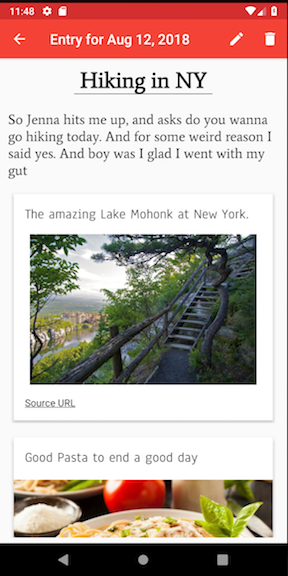 11:48
Entry for Aug 12, 2018
Hiking in NY
So Jenna hits me up, and asks do you wanna
go hiking today. And for some weird reason I
said yes. And boy was I glad I went with my
gut
The amazing Lake Mohonk at New York.
Source URL
Good Pasta to end a good day